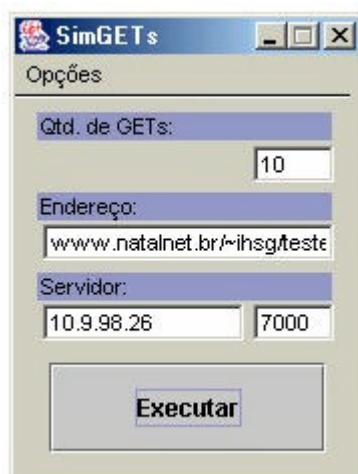 SimGETs
Opções
Qtd. de GETs:
10
Endereço:
www.natalnet.br/~ihsg/teste
Servidor:
10.9.98.26 7000
Executar